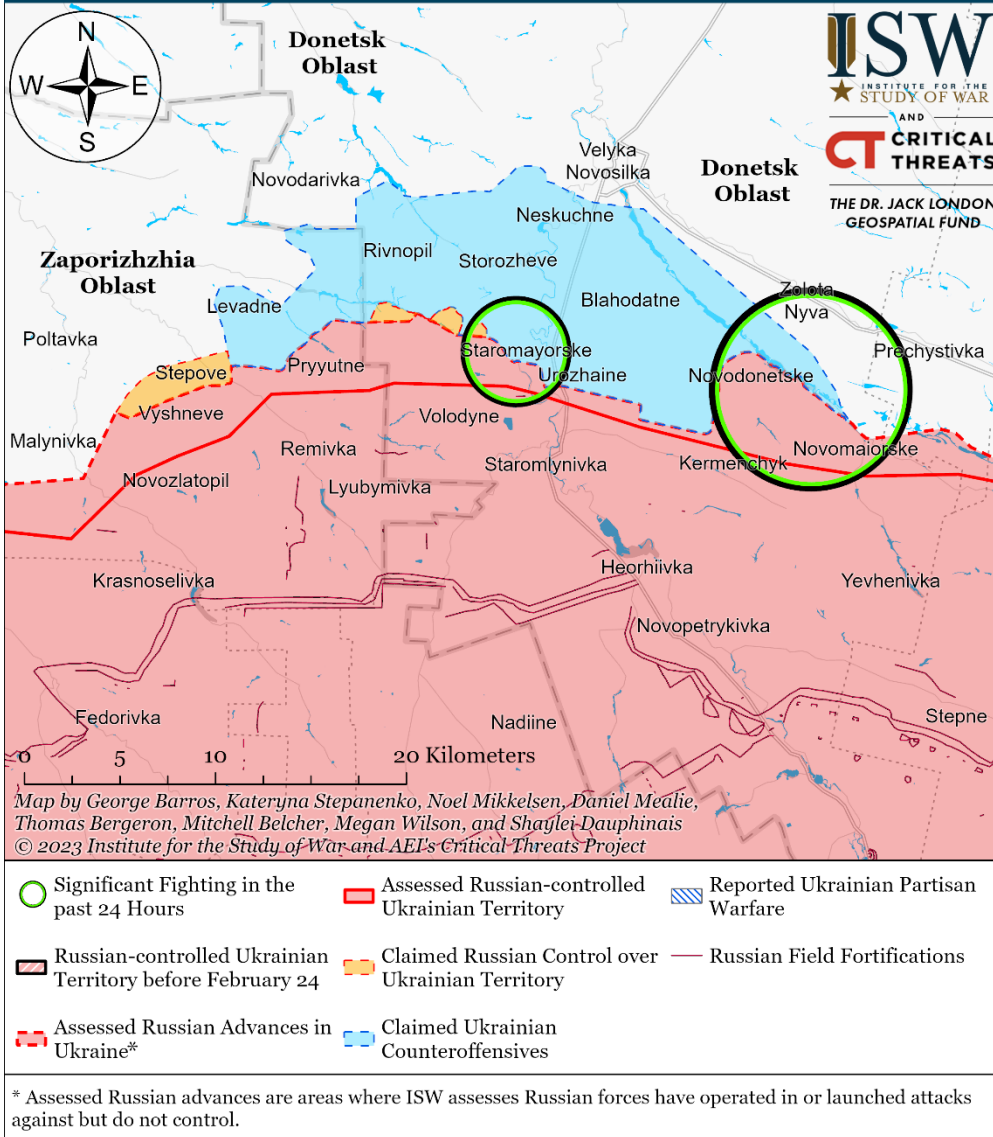 N
W
E
S
Donetsk
Oblast
ISW
INSTITUTE FOR THE
STUDY OF WAR
AND
CT CRITICAL
THREATS
THE DR. JACK LONDON
GEOSPATIAL FUND
Velyka
Novosilka
Donetsk
Oblast
Novodarivka
Neskuchne
Rivnopil
Storozheve
Zaporizhzhia
Oblast
Levadne
Blahodatne
Zolota
Nyva
Poltavka
Prechystivka
Staromayorske
Stepove
Pryyutne
Urozhaine
Novodonetske
Vyshneve
Volodyne
Malynivka
Remivka
Novomaiorske
Staromlynivka
Kermenchyk
Novozlatopil
Lyubymivka
Heorhiivka
Krasnoselivka
Yevhenivka
Novopetrykivka
Fedorivka
Nadiine
Stepne
0 5 10 20 Kilometers
Map by George Barros, Kateryna Stepanenko, Noel Mikkelsen, Daniel Mealie,
Thomas Bergeron, Mitchell Belcher, Megan Wilson, and Shaylei Dauphinais
© 2023 Institute for the Study of War and AEI's Critical Threats Project
Significant Fighting in the
past 24 Hours
Assessed Russian-controlled
Ukrainian Territory
Reported Ukrainian Partisan
Warfare
Russian-controlled Ukrainian
Territory before February 24
Claimed Russian Control over
Ukrainian Territory
Russian Field Fortifications
Assessed Russian Advances in
Ukraine*
Claimed Ukrainian
Counteroffensives
* Assessed Russian advances are areas where ISW assesses Russian forces have operated in or launched attacks
against but do not control.